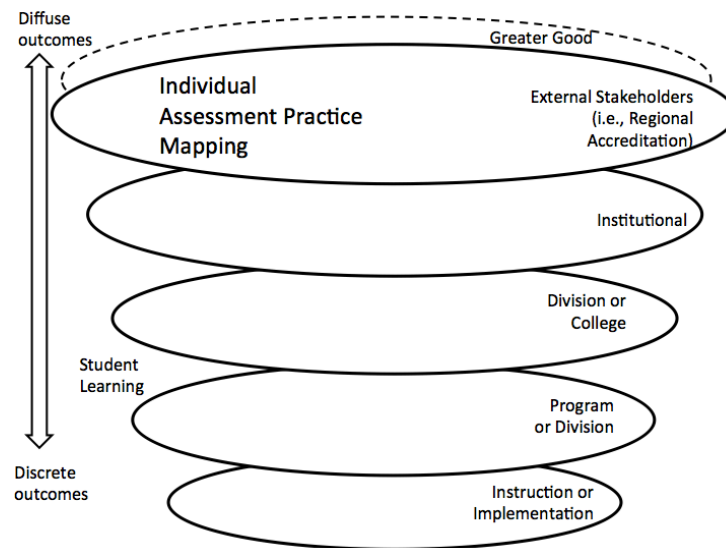 Diffuse
outcomes
Greater Good
Individual
Assessment Practice
Mapping
External Stakeholders
(i.e., Regional
Accreditation)
Institutional
Division or
College
Student
Learning
Program
or Division
Discrete
outcomes
Instruction or
Implementation